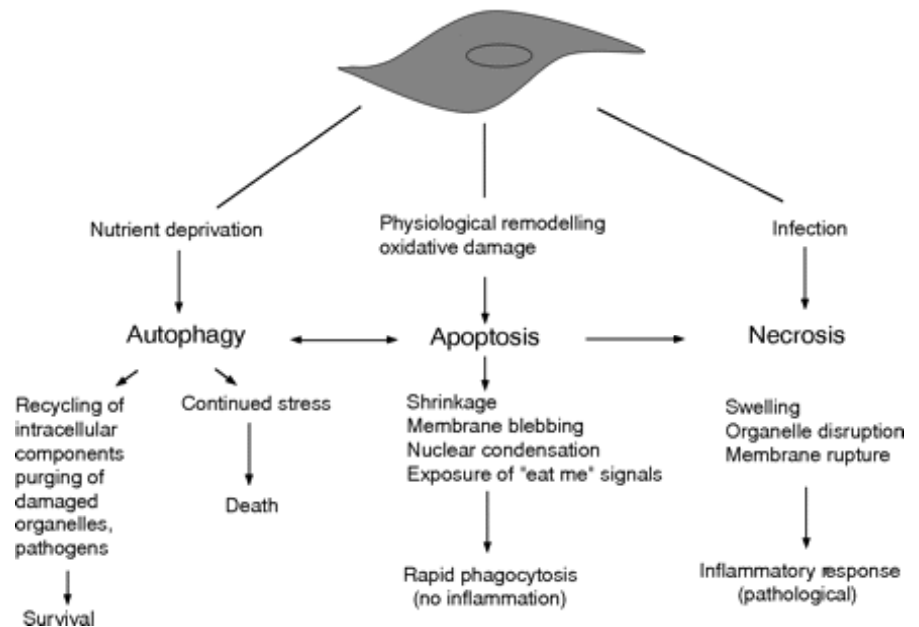 Nutrient deprivation
Physiological remodelling
oxidative damage
Infection
Autophagy
Apoptosis
Necrosis
Recycling of
intracellular
components
purging of
damaged
organelles,
pathogens
Survival
Continued stress
Death
Shrinkage
Membrane blebbing
Nuclear condensation
Exposure of "eat me" signals
Rapid phagocytosis
(no inflammation)
Swelling
Organelle disruption
Membrane rupture
Inflammatory response
(pathological)